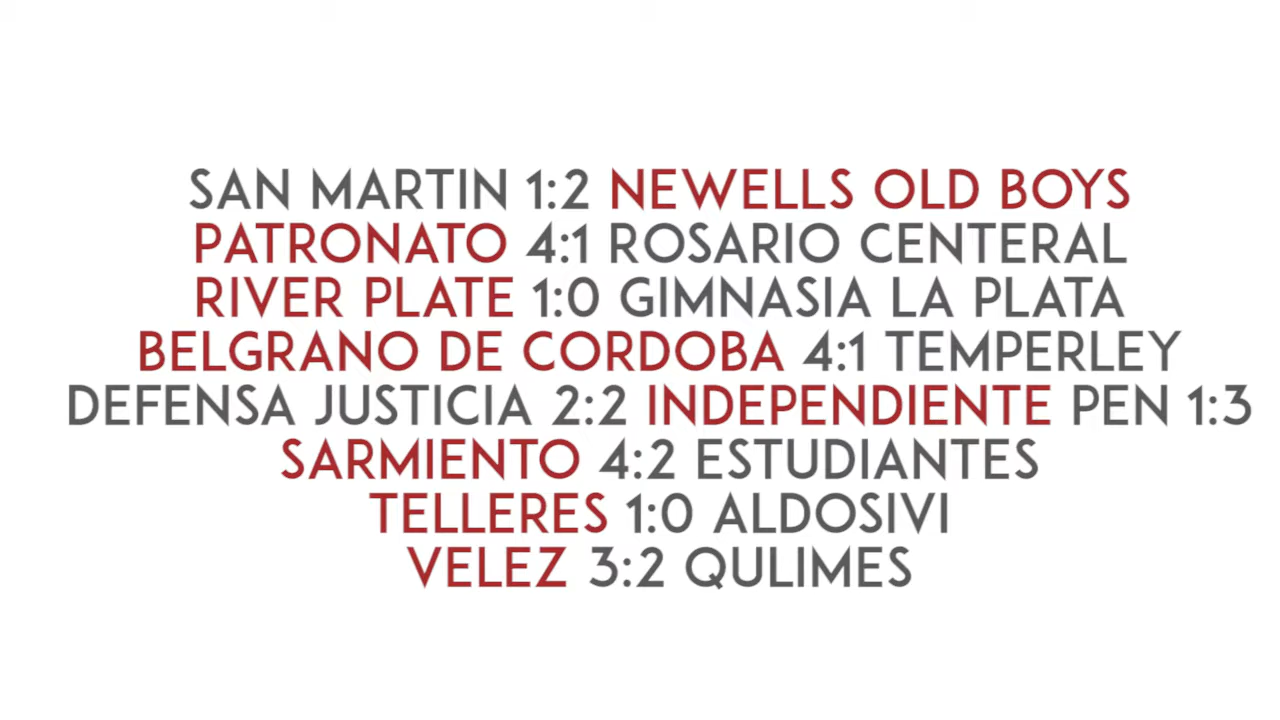 SAN MARTIN 1:2 NEWELLS OLD BOYS
PATRONATO 4:1 ROSARIO CENTERAL
RIVER PLATE 1:0 GIMNASIA LA PLATA
BELGRANO DE CORDOBA 4:1 TEMPERLEY
DEFENSA JUSTICIA 2:2 INDEPENDIENTE PEN 1:3
SARMIENTO 4:2 ESTUDIANTES
TELLERES 1:0 ALDOSIVI
VELEZ 3:2 QULIMES